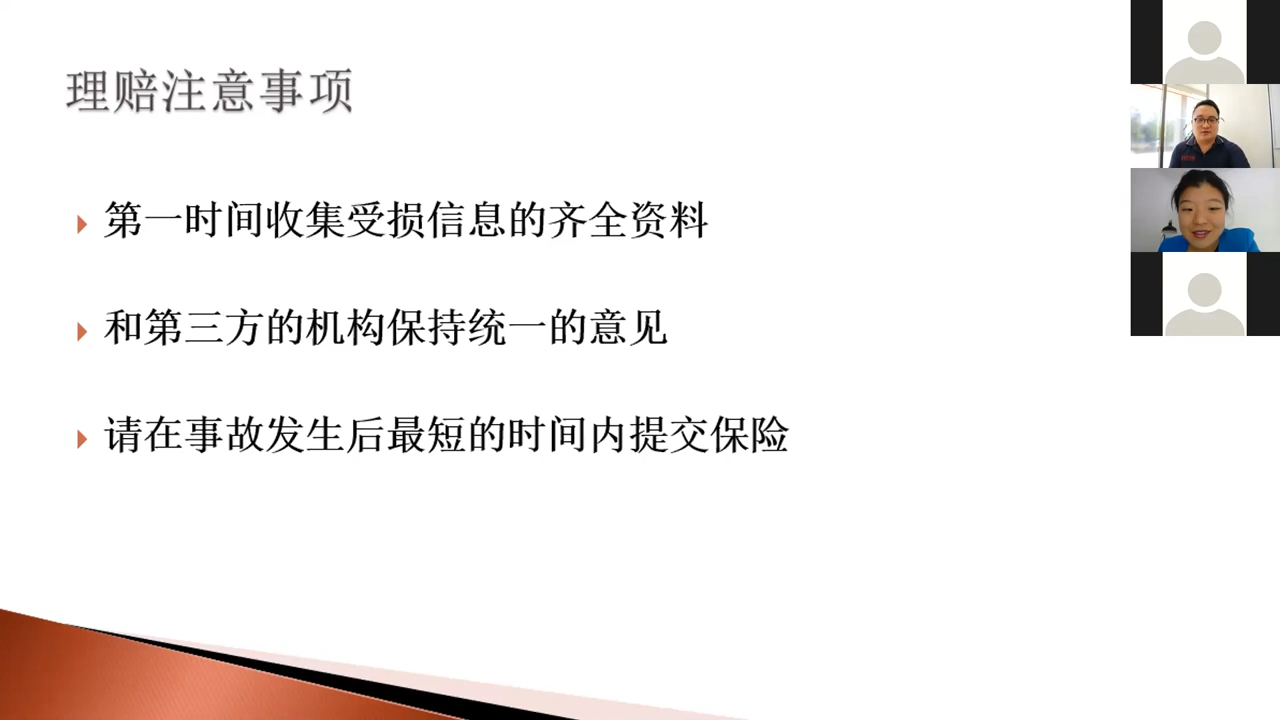 理赔注意事项
第一时间收集受损信息的齐全资料
和第三方的机构保持统一的意见
请在事故发生后最短的时间内提交保险